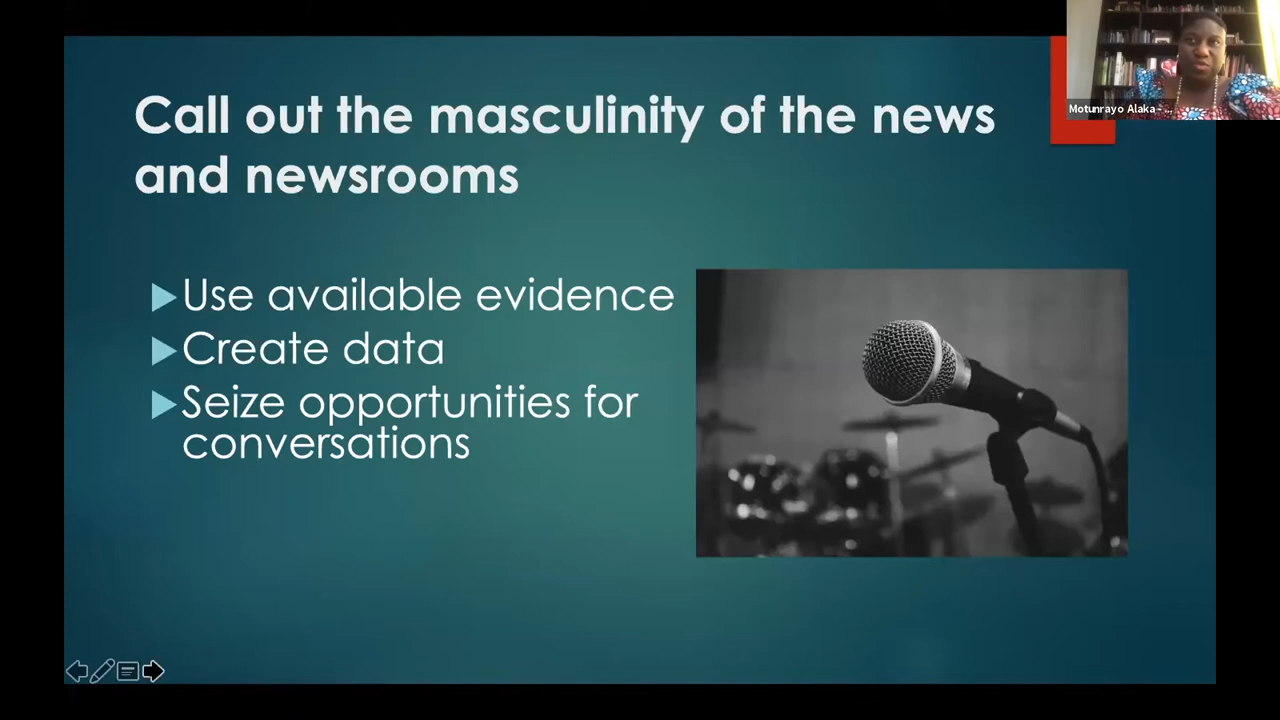 Call out the masculinity of the news
and newsrooms
Use available evidence
Create data
Seize opportunities for
conversations
Motunrayo Alaka - ...